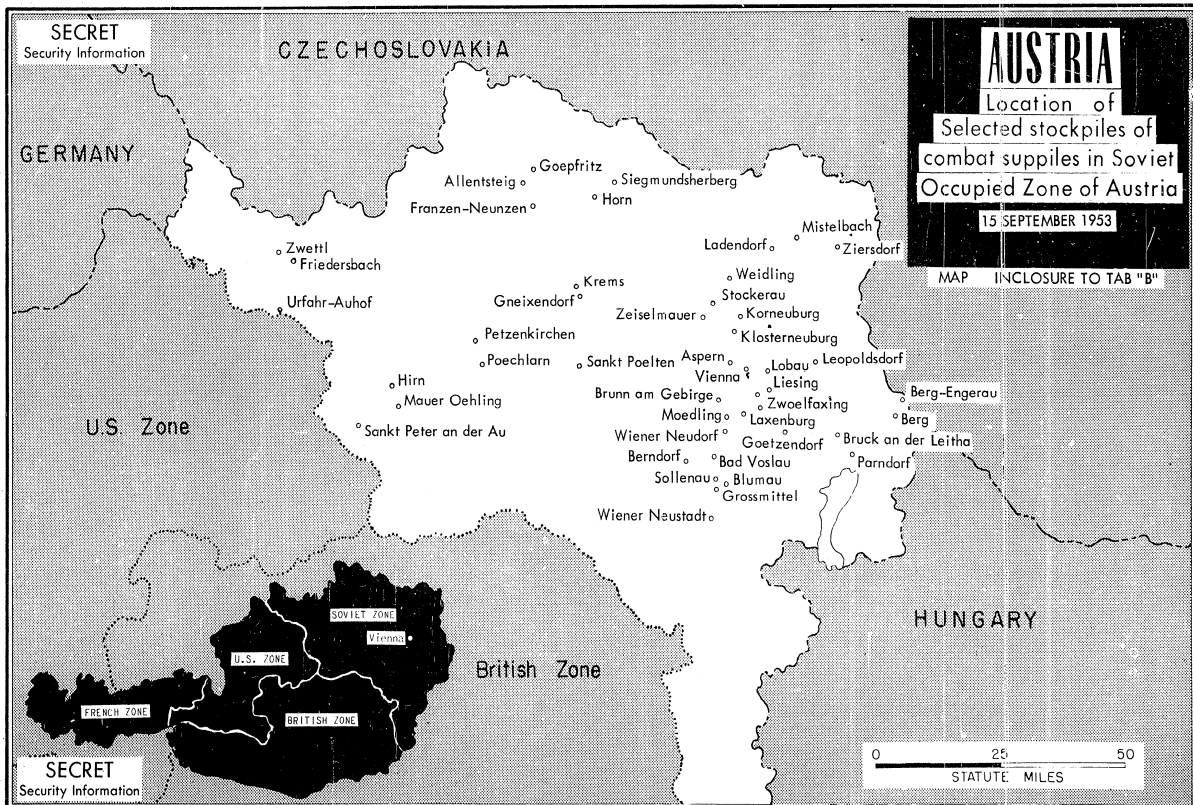 SECRET
Security Information
CZECHOSLOVAKIA
AUSTRIA
Location of
Selected stockpiles of
combat suppiles in Soviet
Occupied Zone of Austria
15 SEPTEMBER 1953
MAP INCLOSURE TO TAB "B"
GERMANY
Goepfritz
Allentsteig
Siegmundsherberg
Horn
Franzen-Neunzen
Mistelbach
Ladendorf
Ziersdorf
Zwettl
Friedersbach
Weidling
Krems
Gneixendorf
Stockerau
Urfahr-Auhof
Zeiselmauer
Korneuburg
Klosterneuburg
Petzenkirchen
Poechlarn
Sankt Poelten
Aspern
Leopoldsdorf
Lobau
Vienna
Liesing
Hirn
Brunn am Gebirge
Berg-Engerau
Mauer Oehling
Zwoelfaxing
Moedling
Laxenburg
Berg
U.S. Zone
Sankt Peter an der Au
Wiener Neudorf
Goetzendorf
Bruck an der Leitha
Berndorf
Bad Voslau
Parndorf
Sollenau
Blumau
Grossmittel
Wiener Neustadt
SOVIET ZONE
Vienna
U.S. ZONE
FRENCH ZONE
BRITISH ZONE
British Zone
HUNGARY
0 25 50
STATUTE MILES
SECRET
Security Information